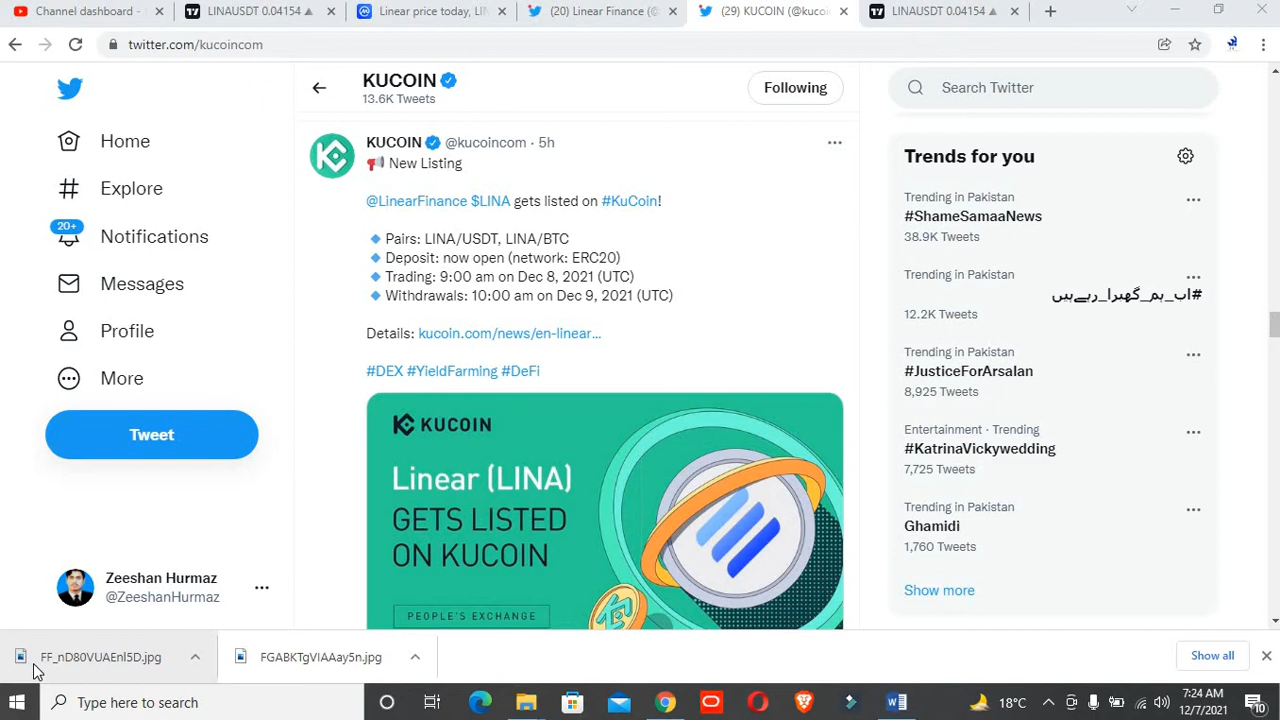 Channel dashboard -
LINAUSDT 0.04154 ▲
Linear price today, LIN
(20) Linear Finance (@
(29) KUCOIN (@kucoi
LINAUSDT 0.04154 ▲
twitter.com/kucoincom
KUCOIN
13.6K Tweets
Following
Search Twitter
Home
Explore
20+
Notifications
Messages
Profile
More
Tweet
Zeeshan Hurmaz
@ZeeshanHurmaz
KUCOIN @kucoincom · 5h
New Listing
@LinearFinance $LINA gets listed on #KuCoin!
Pairs: LINA/USDT, LINA/BTC
Deposit: now open (network: ERC20)
Trading: 9:00 am on Dec 8, 2021 (UTC)
Withdrawals: 10:00 am on Dec 9, 2021 (UTC)
Details: kucoin.com/news/en-linear...
#DEX #YieldFarming #DeFi
KUCOIN
Linear (LINA)
GETS LISTED
ON KUCOIN
PEOPLE'S EXCHANGE
Trends for you
Trending in Pakistan
#ShameSamaaNews
38.9K Tweets
Trending in Pakistan
#اب_ہم_گھبرا_رہےہیں
12.2K Tweets
Trending in Pakistan
#JusticeForArsalan
8,925 Tweets
Entertainment · Trending
#KatrinaVickywedding
7,725 Tweets
Trending in Pakistan
Ghamidi
1,760 Tweets
Show more
FF_nD80VUAEnI5D.jpg
FGABKTgVIAAay5n.jpg
Show all
Type here to search
18°C
7:24 AM
12/7/2021
10